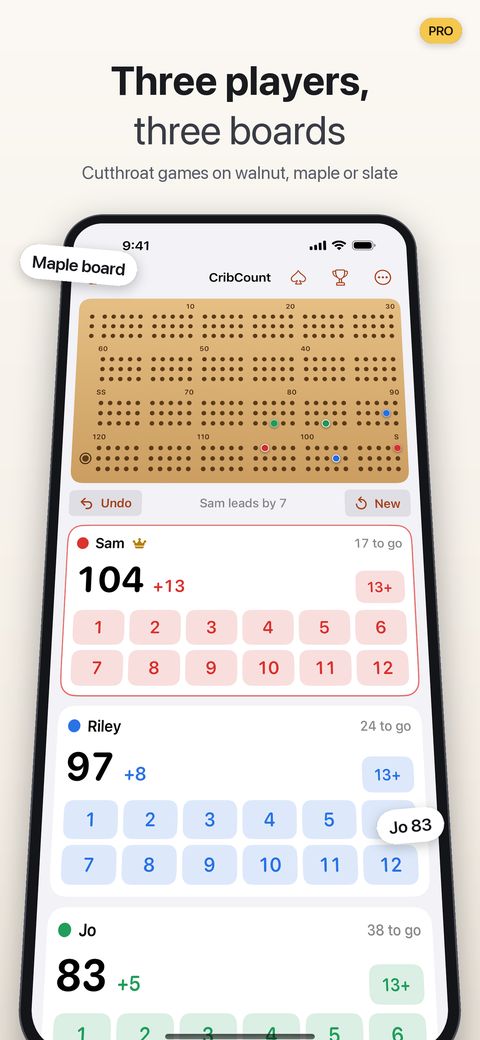 PRO
Three players,
three boards
Cutthroat games on walnut, maple or slate
9:41
Maple board
CribCount
10 20 30
60 50 40
SS 70 80 90
120 110 100 S
Undo Sam leads by 7 New
Sam 17 to go
104 +13 13+
1 2 3 4 5 6
7 8 9 10 11 12
Riley 24 to go
97 +8 13+
1 2 3 4 5
Jo 83
7 8 9 10 11 12
Jo 38 to go
83 +5 13+
1 2 3 4 5 6